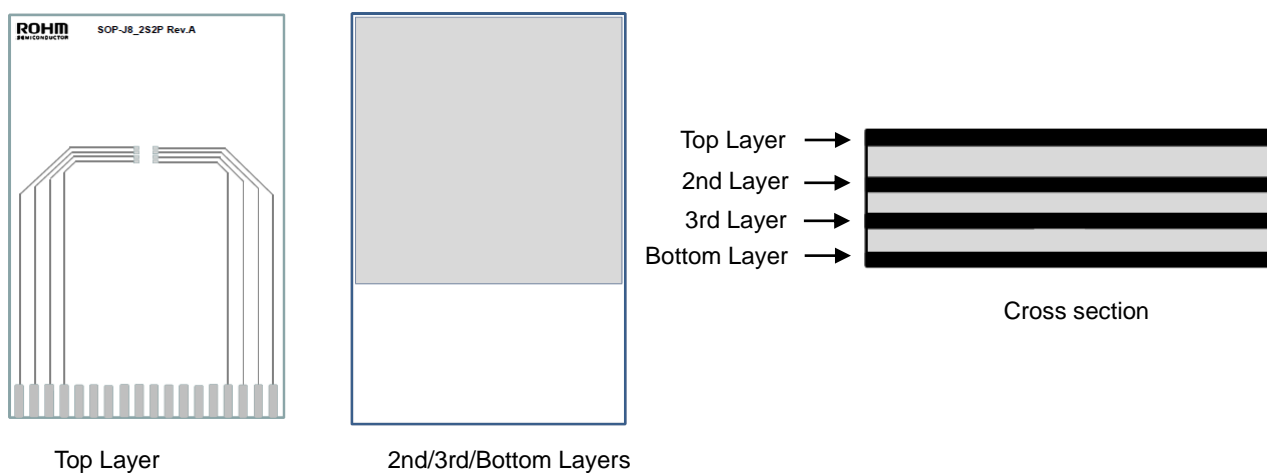 ROHM
SEMICONDUCTOR
SOP-J8_2S2P Rev.A
Top Layer
2nd/3rd/Bottom Layers
Top Layer
2nd Layer
3rd Layer
Bottom Layer
Cross section